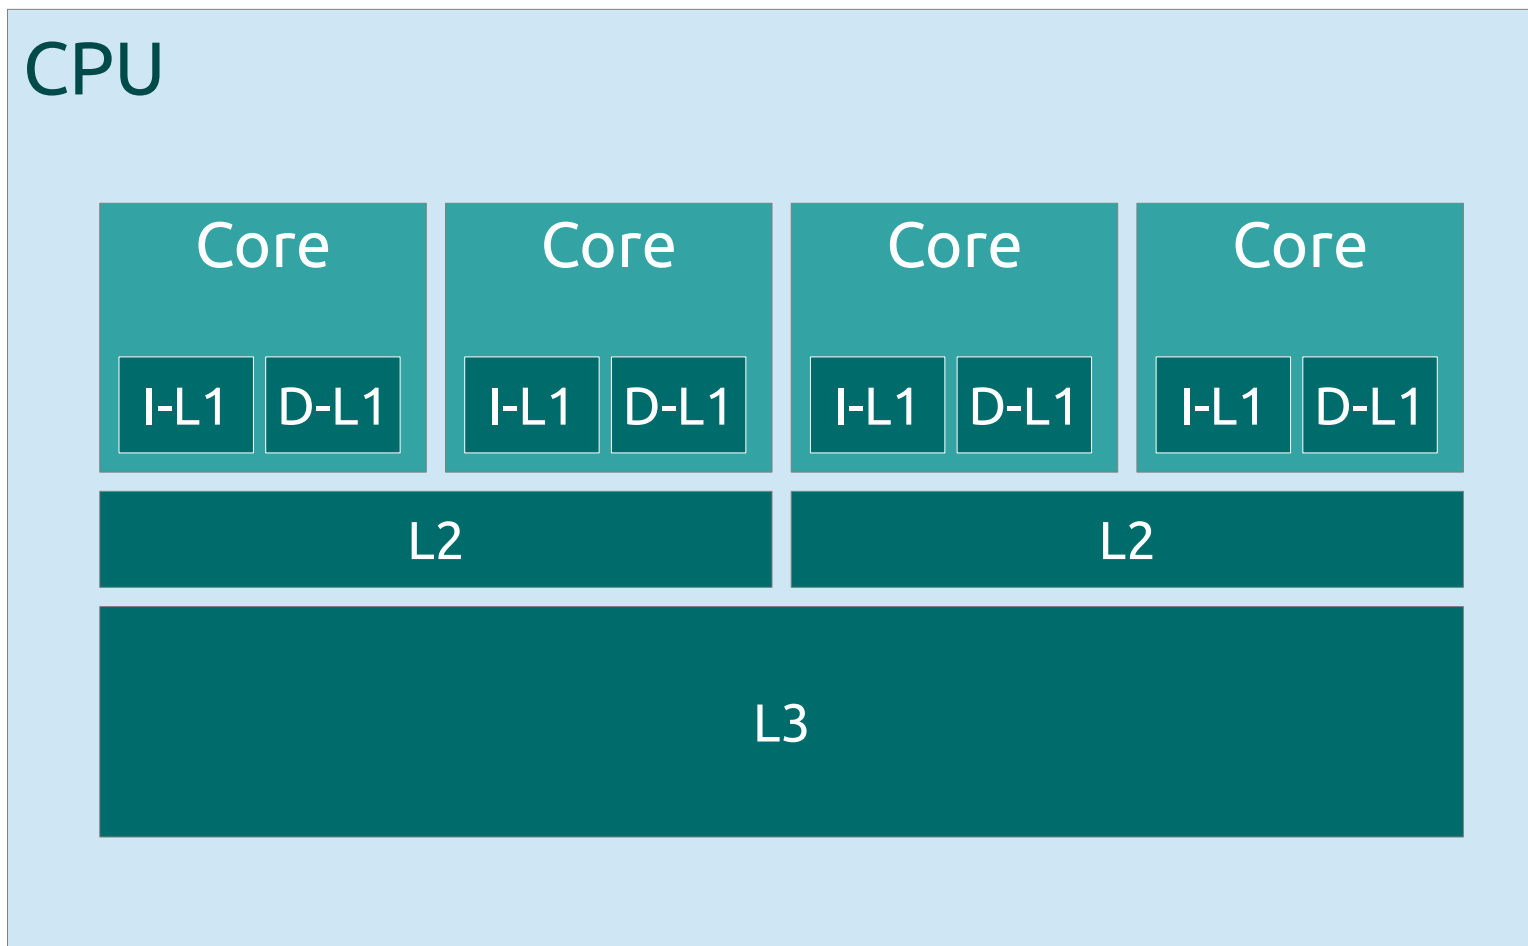 CPU
Core Core Core Core
I-L1 D-L1 I-L1 D-L1 I-L1 D-L1 I-L1 D-L1
L2 L2
L3